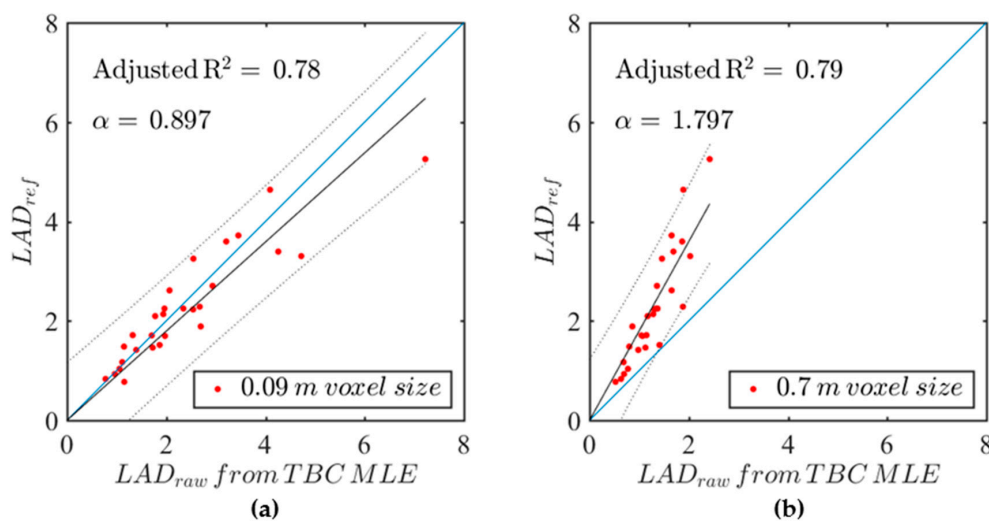 8
6
4
2
0
Adjusted R² = 0.78
α = 0.897
LAD_ref
0.09 m voxel size
0 2 4 6 8
LAD_raw from TBC MLE
(a)
8
6
4
2
0
Adjusted R² = 0.79
α = 1.797
LAD_ref
0.7 m voxel size
0 2 4 6 8
LAD_raw from TBC MLE
(b)